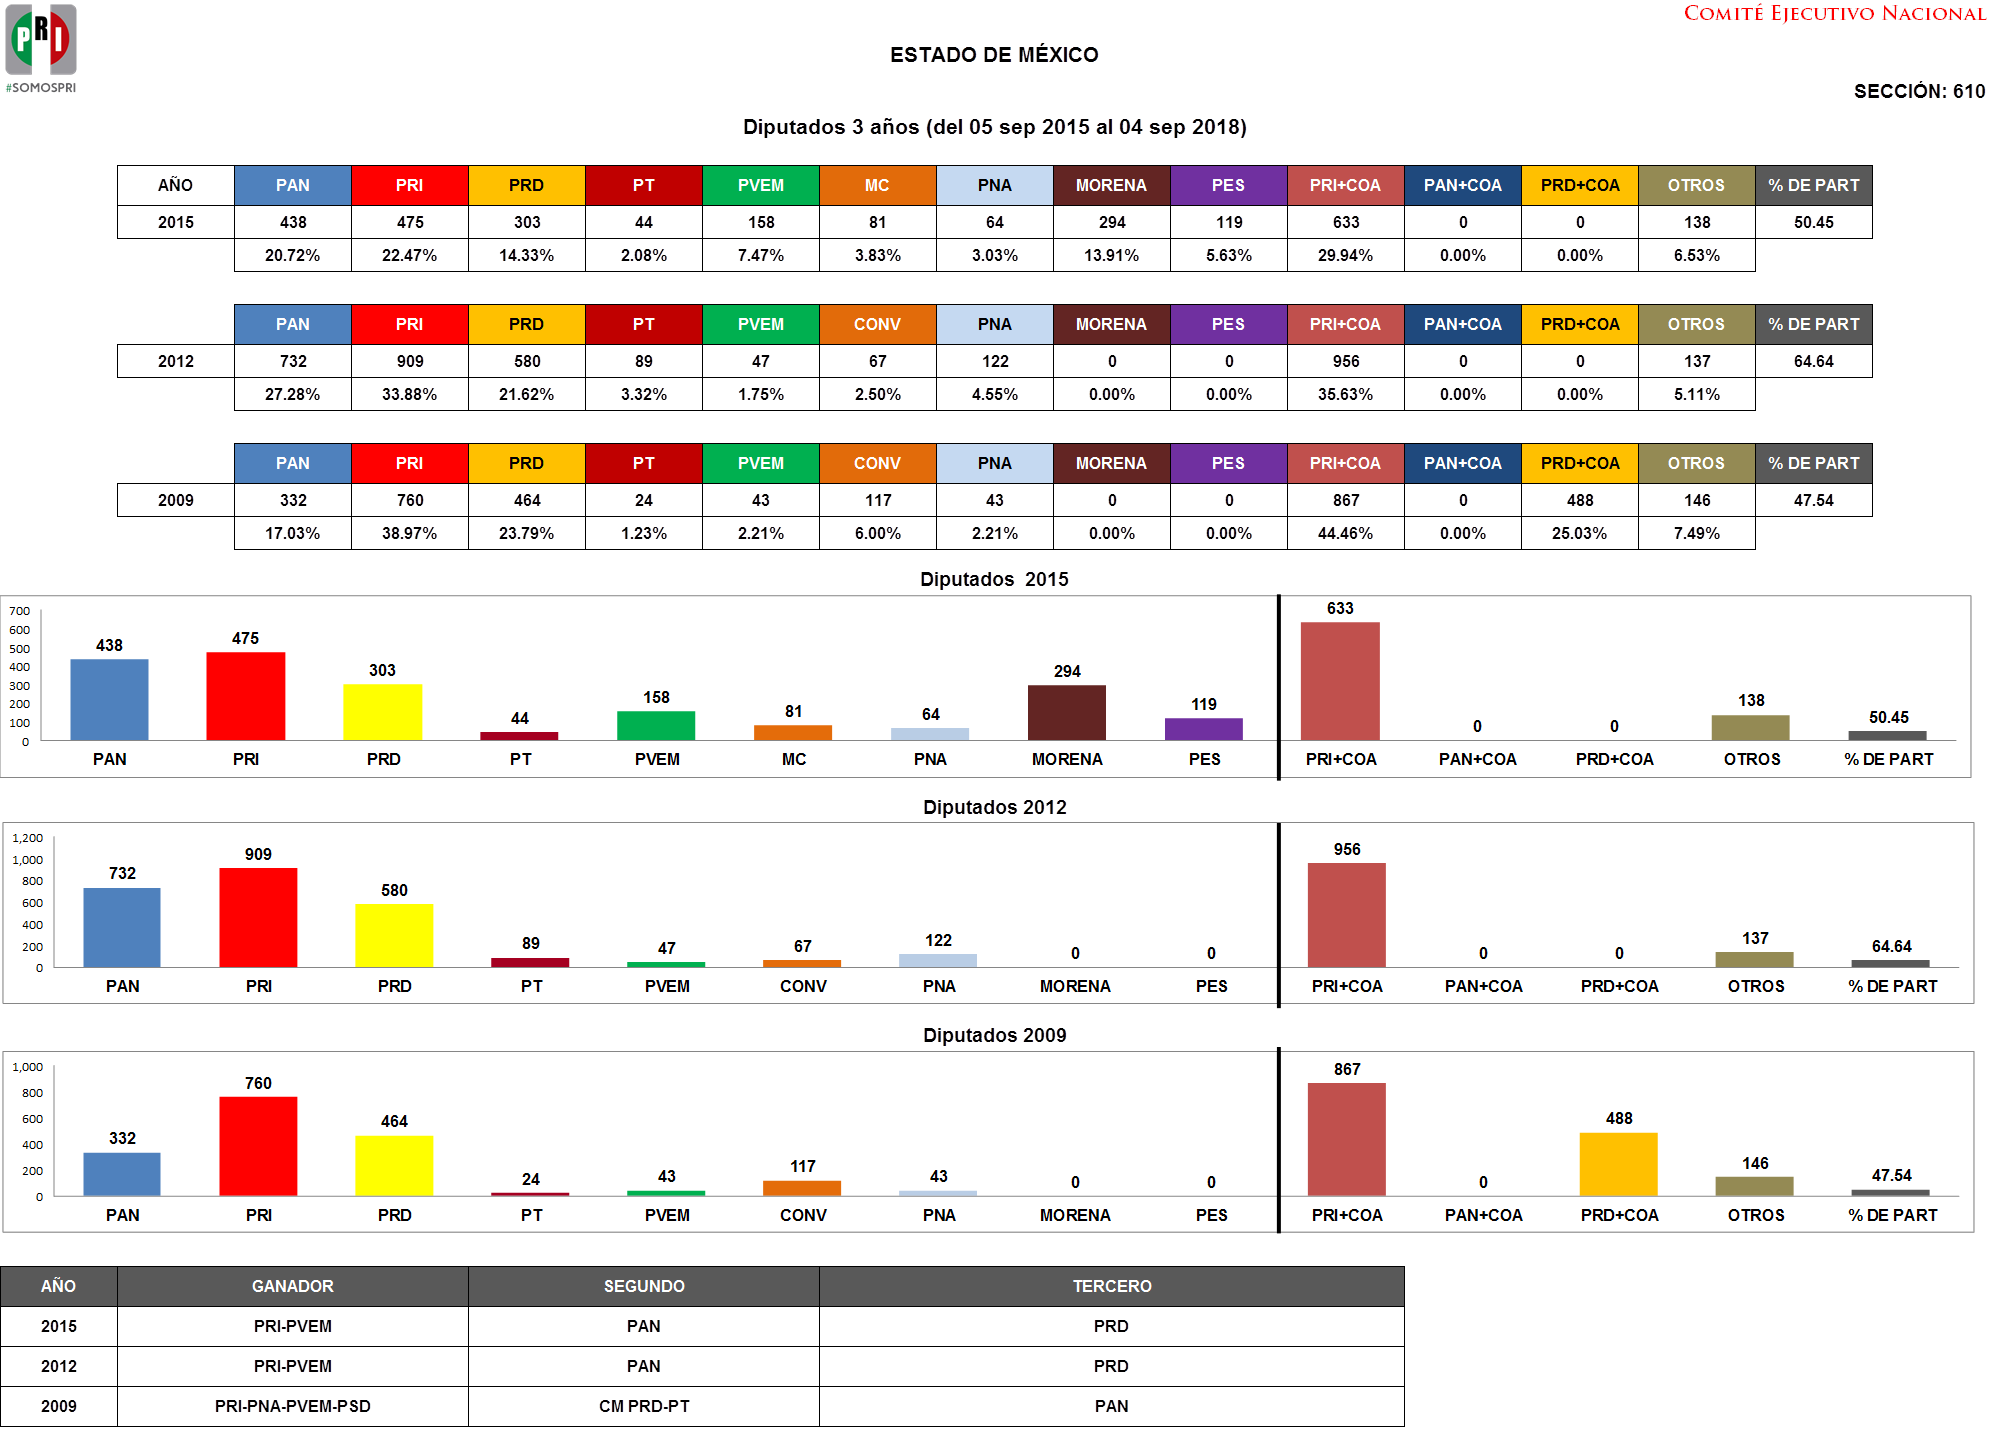 PRI
#SOMOSPRI
COMITÉ EJECUTIVO NACIONAL
ESTADO DE MÉXICO
SECCIÓN: 610
Diputados 3 años (del 05 sep 2015 al 04 sep 2018)
AÑO PAN PRI PRD PT PVEM MC PNA MORENA PES PRI+COA PAN+COA PRD+COA OTROS % DE PART
2015 438 475 303 44 158 81 64 294 119 633 0 0 138 50.45
20.72% 22.47% 14.33% 2.08% 7.47% 3.83% 3.03% 13.91% 5.63% 29.94% 0.00% 0.00% 6.53%
PAN PRI PRD PT PVEM CONV PNA MORENA PES PRI+COA PAN+COA PRD+COA OTROS % DE PART
2012 732 909 580 89 47 67 122 0 0 956 0 0 137 64.64
27.28% 33.88% 21.62% 3.32% 1.75% 2.50% 4.55% 0.00% 0.00% 35.63% 0.00% 0.00% 5.11%
PAN PRI PRD PT PVEM CONV PNA MORENA PES PRI+COA PAN+COA PRD+COA OTROS % DE PART
2009 332 760 464 24 43 117 43 0 0 867 0 488 146 47.54
17.03% 38.97% 23.79% 1.23% 2.21% 6.00% 2.21% 0.00% 0.00% 44.46% 0.00% 25.03% 7.49%
Diputados 2015
700
600
500
400
300
200
100
0
438 475 303 44 158 81 64 294 119 633 0 0 138 50.45
PAN PRI PRD PT PVEM MC PNA MORENA PES PRI+COA PAN+COA PRD+COA OTROS % DE PART
Diputados 2012
1,200
1,000
800
600
400
200
0
732 909 580 89 47 67 122 0 0 956 0 0 137 64.64
PAN PRI PRD PT PVEM CONV PNA MORENA PES PRI+COA PAN+COA PRD+COA OTROS % DE PART
Diputados 2009
1,000
800
600
400
200
0
332 760 464 24 43 117 43 0 0 867 0 488 146 47.54
PAN PRI PRD PT PVEM CONV PNA MORENA PES PRI+COA PAN+COA PRD+COA OTROS % DE PART
AÑO GANADOR SEGUNDO TERCERO
2015 PRI-PVEM PAN PRD
2012 PRI-PVEM PAN PRD
2009 PRI-PNA-PVEM-PSD CM PRD-PT PAN